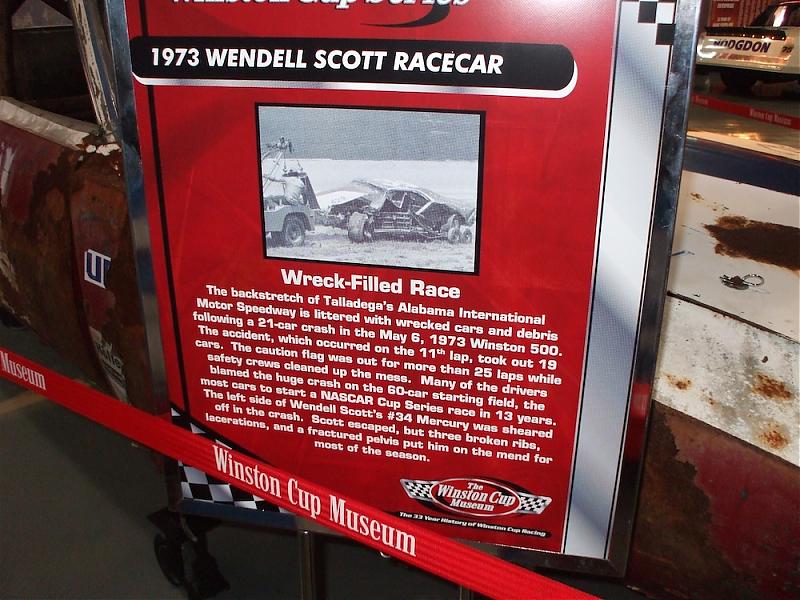 Winston Cup Series
1973 WENDELL SCOTT RACECAR
Wreck-Filled Race
The backstretch of Talladega's Alabama International
Motor Speedway is littered with wrecked cars and debris
following a 21-car crash in the May 6, 1973 Winston 500.
The accident, which occurred on the 11th lap, took out 19
cars. The caution flag was out for more than 25 laps while
safety crews cleaned up the mess. Many of the drivers
blamed the huge crash on the 60-car starting field, the
most cars to start a NASCAR Cup Series race in 13 years.
The left side of Wendell Scott's #34 Mercury was sheared
off in the crash. Scott escaped, but three broken ribs,
lacerations, and a fractured pelvis put him on the mend for
most of the season.
The
Winston Cup
Museum
The 33 Year History of Winston Cup Racing
Museum
Winston Cup Museum
HODGDON
Winston Cup Museum